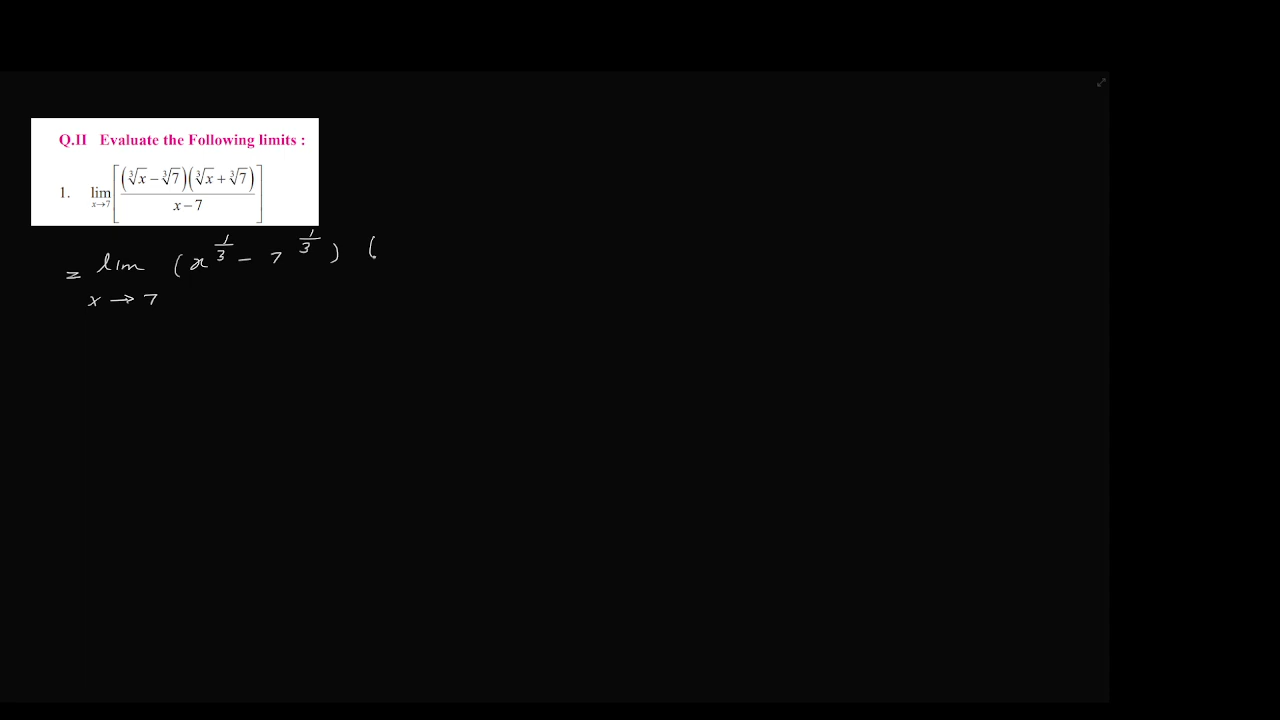 Q.II Evaluate the Following limits :
1. lim x→7 [ (∛x − ∛7)(∛x + ∛7) / x − 7 ]
= lim x → 7 (x^{1/3} − 7^{1/3}) (